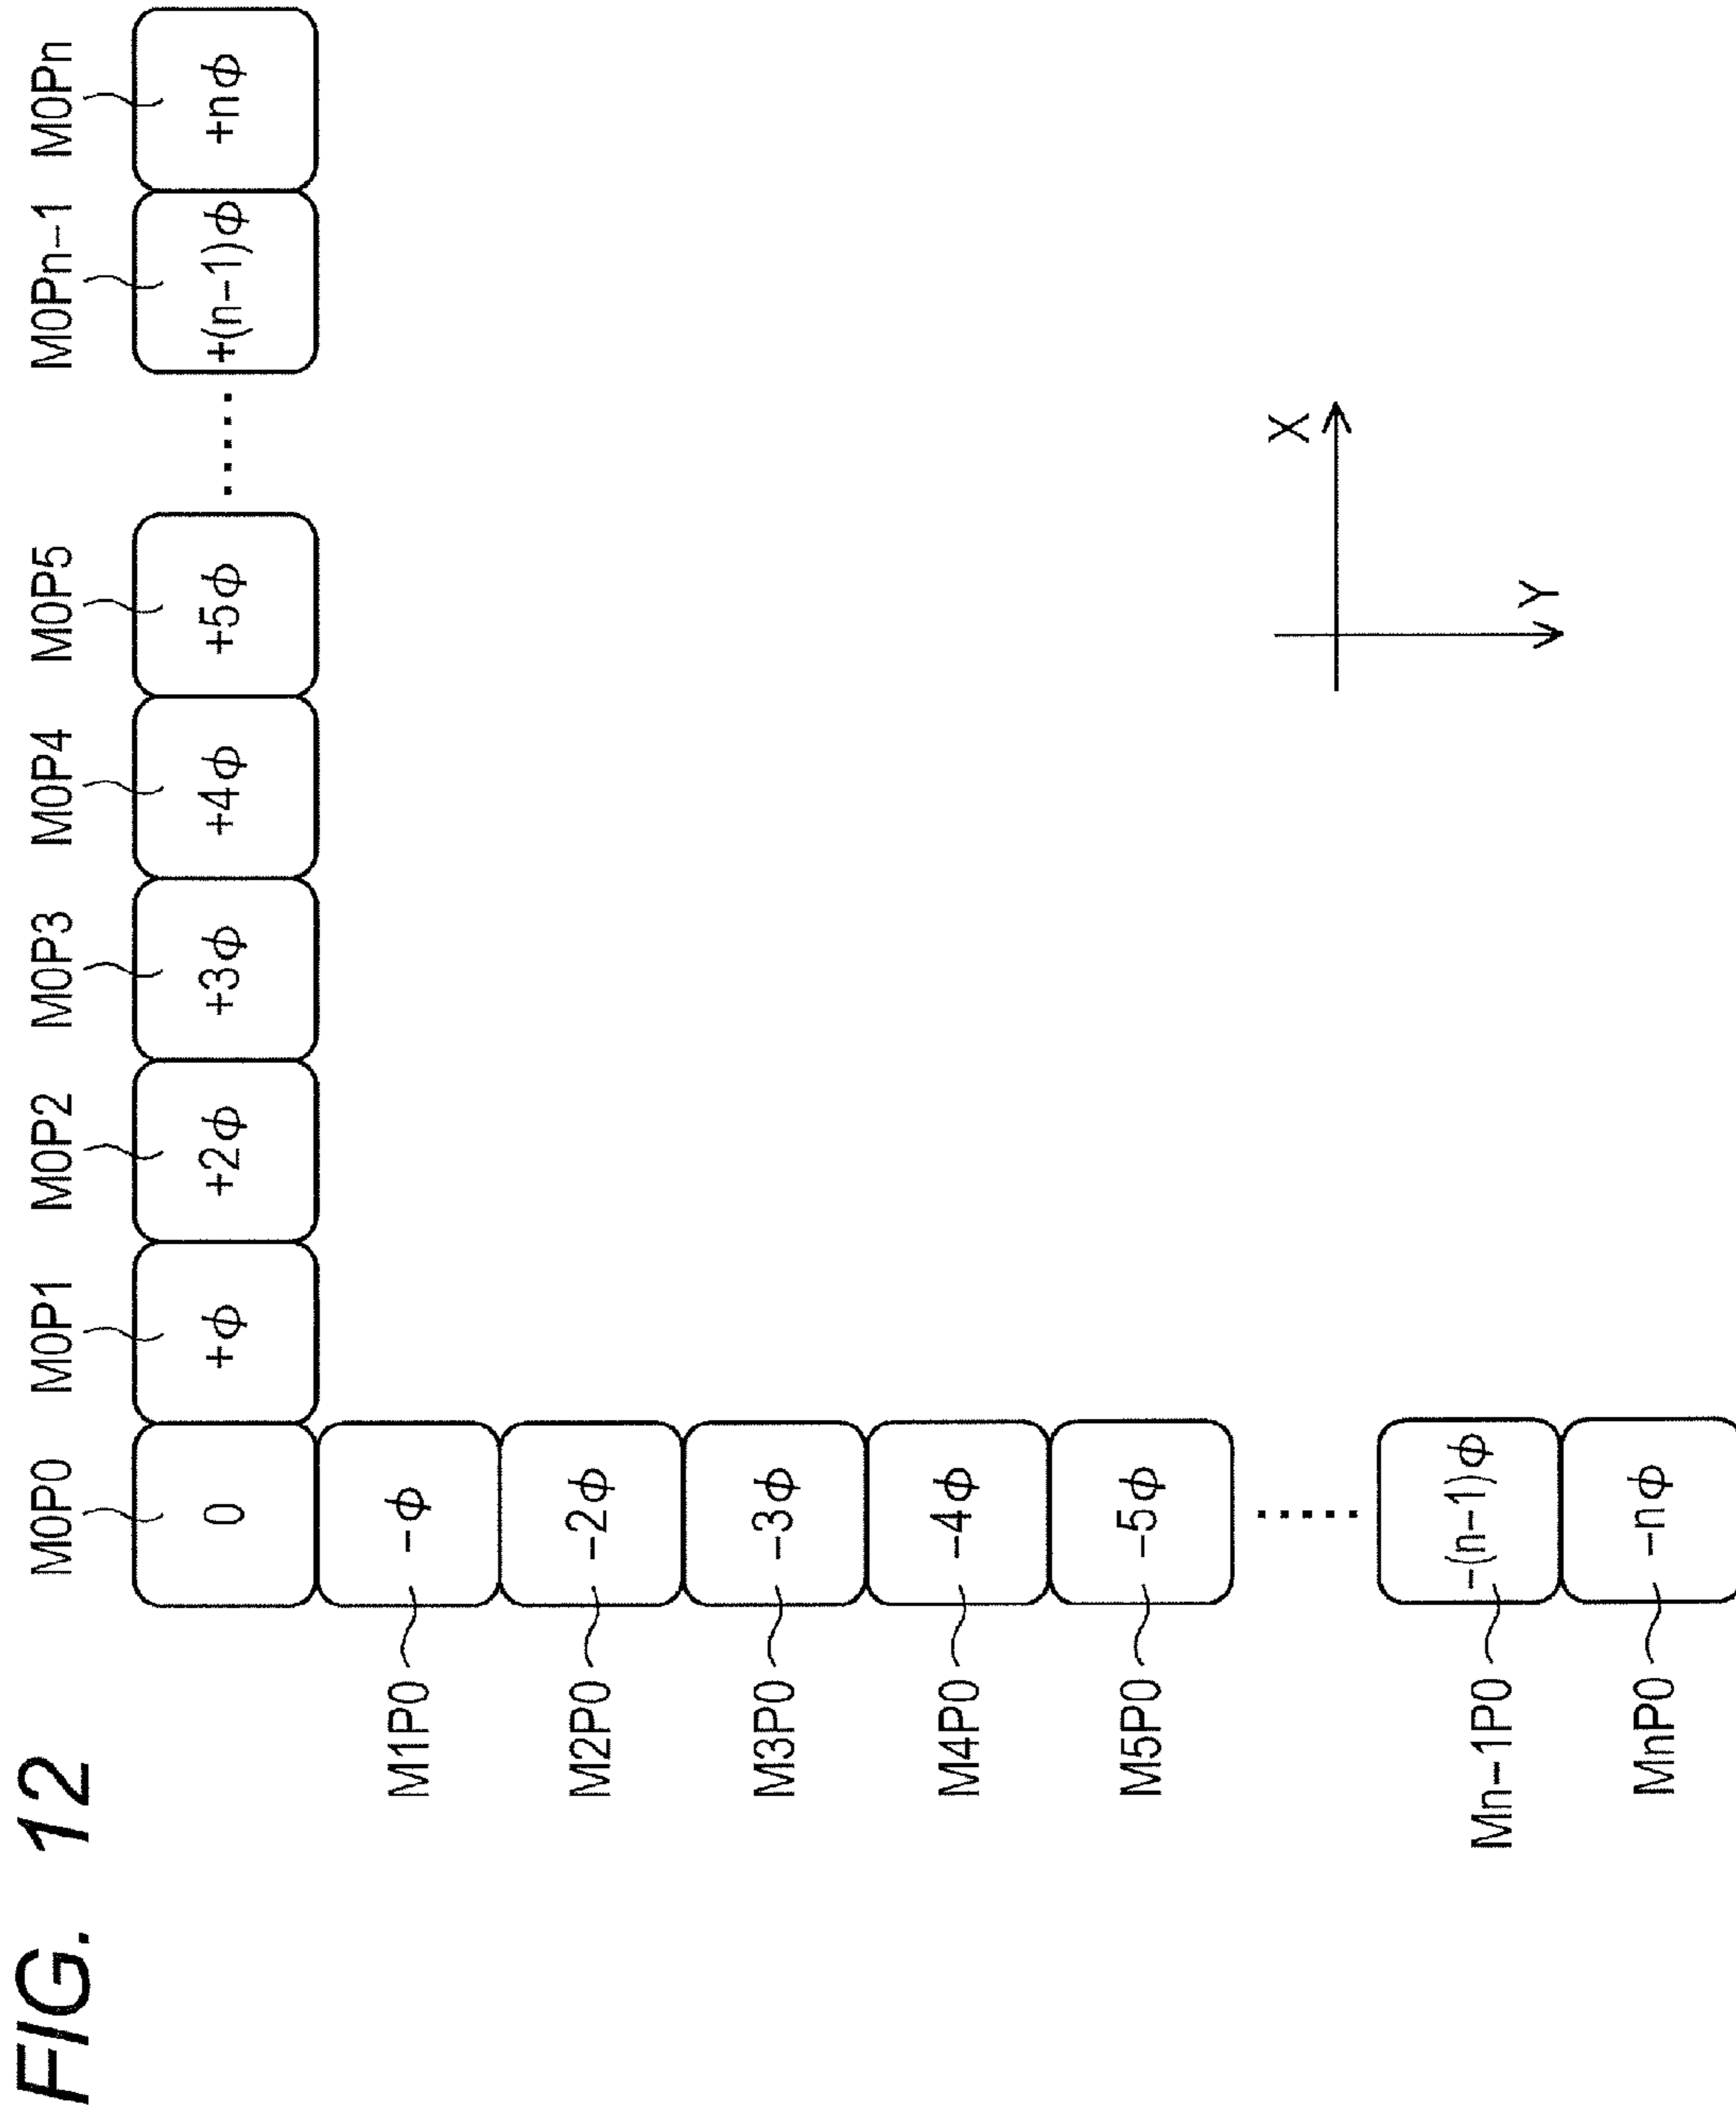 FIG. 12
M0P0 M0P1 M0P2 M0P3 M0P4 M0P5 M0Pn-1 M0Pn
0 +ϕ +2ϕ +3ϕ +4ϕ +5ϕ ..... +(n-1)ϕ +nϕ
M1P0 -ϕ
M2P0 -2ϕ
M3P0 -3ϕ
M4P0 -4ϕ
M5P0 -5ϕ
.....
Mn-1P0 -(n-1)ϕ
MnP0 -nϕ
X
Y